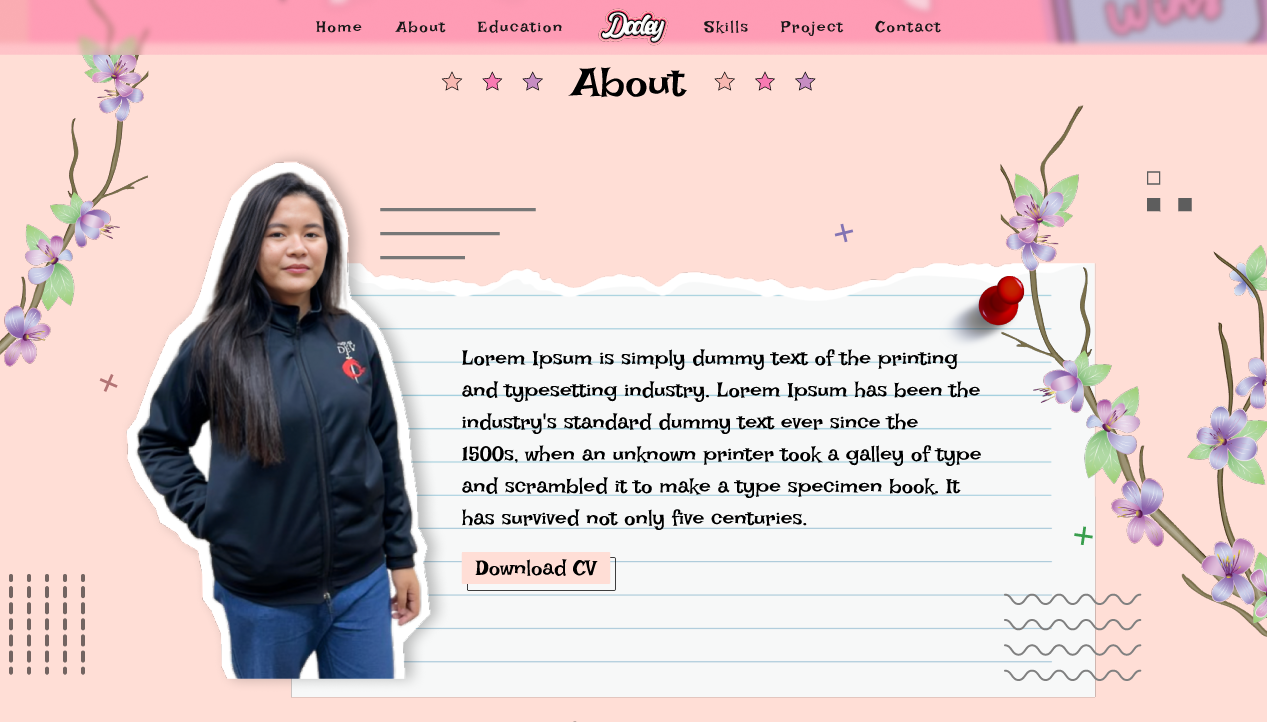 Home About Education Dodey Skills Project Contact
About
Lorem Ipsum is simply dummy text of the printing
and typesetting industry. Lorem Ipsum has been the
industry's standard dummy text ever since the
1500s, when an unknown printer took a galley of type
and scrambled it to make a type specimen book. It
has survived not only five centuries.
Download CV